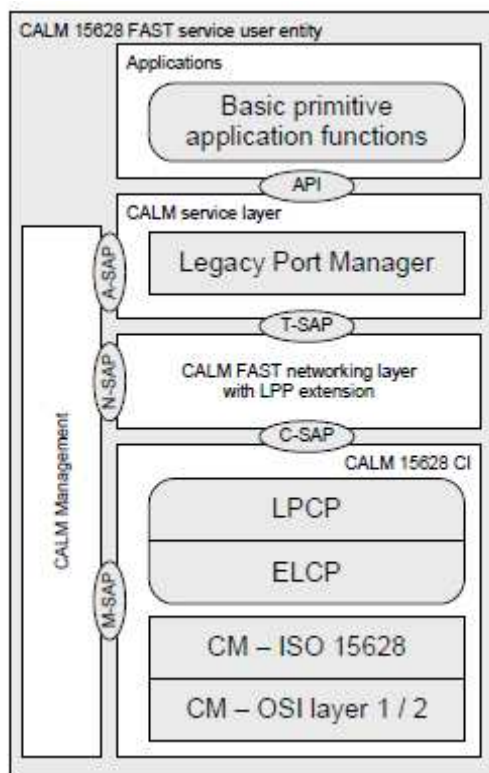 CALM 15628 FAST service user entity
Applications
Basic primitive
application functions
API
CALM service layer
Legacy Port Manager
A-SAP
T-SAP
CALM FAST networking layer
with LPP extension
N-SAP
C-SAP
CALM Management
CALM 15628 CI
LPCP
ELCP
M-SAP
CM – ISO 15628
CM – OSI layer 1 / 2